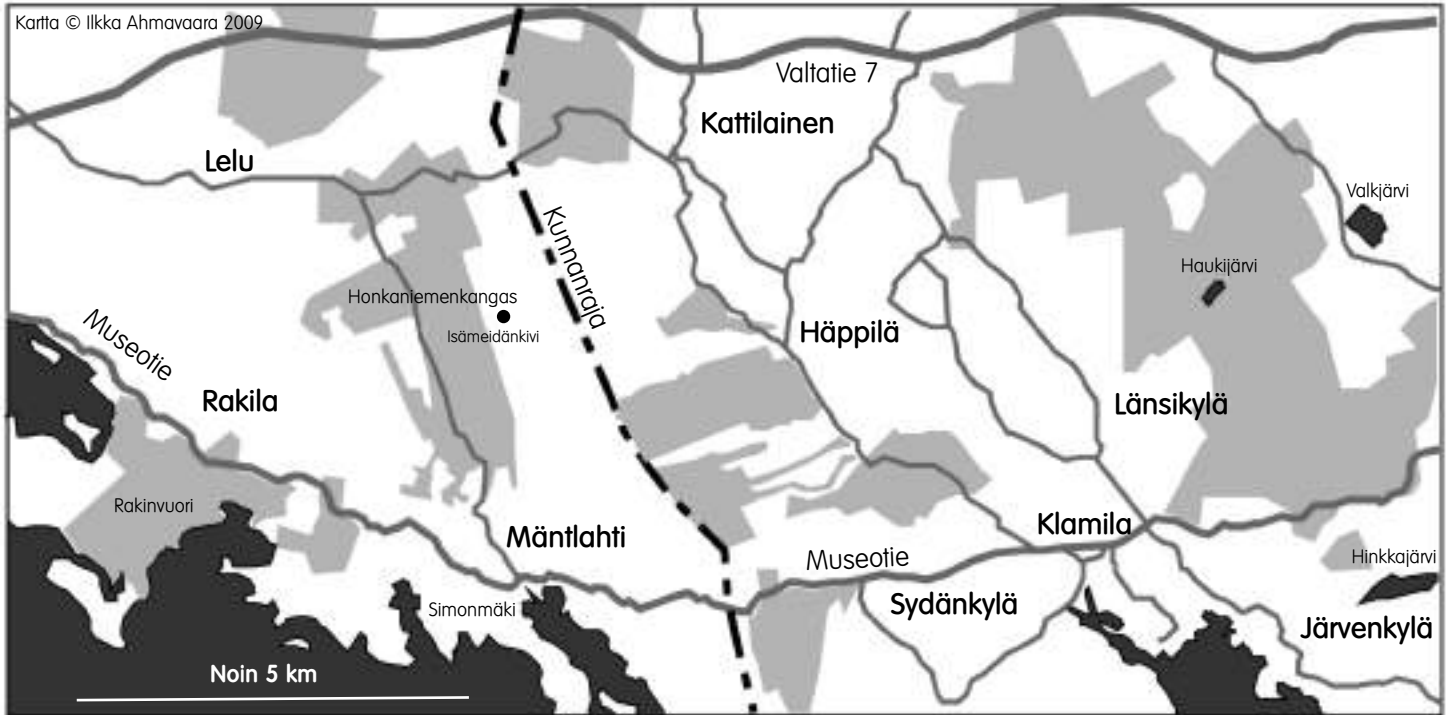 Kartta © Ilkka Ahmavaara 2009
Valtatie 7
Kattilainen
Lelu
Valkjärvi
Kunnanraja
Haukijärvi
Honkaniemenkangas
Isämeidänkivi
Häppilä
Museotie
Rakila
Länsikylä
Rakinvuori
Klamila
Mäntlahti
Museotie
Hinkkajärvi
Simonmäki
Sydänkylä
Järvenkylä
Noin 5 km